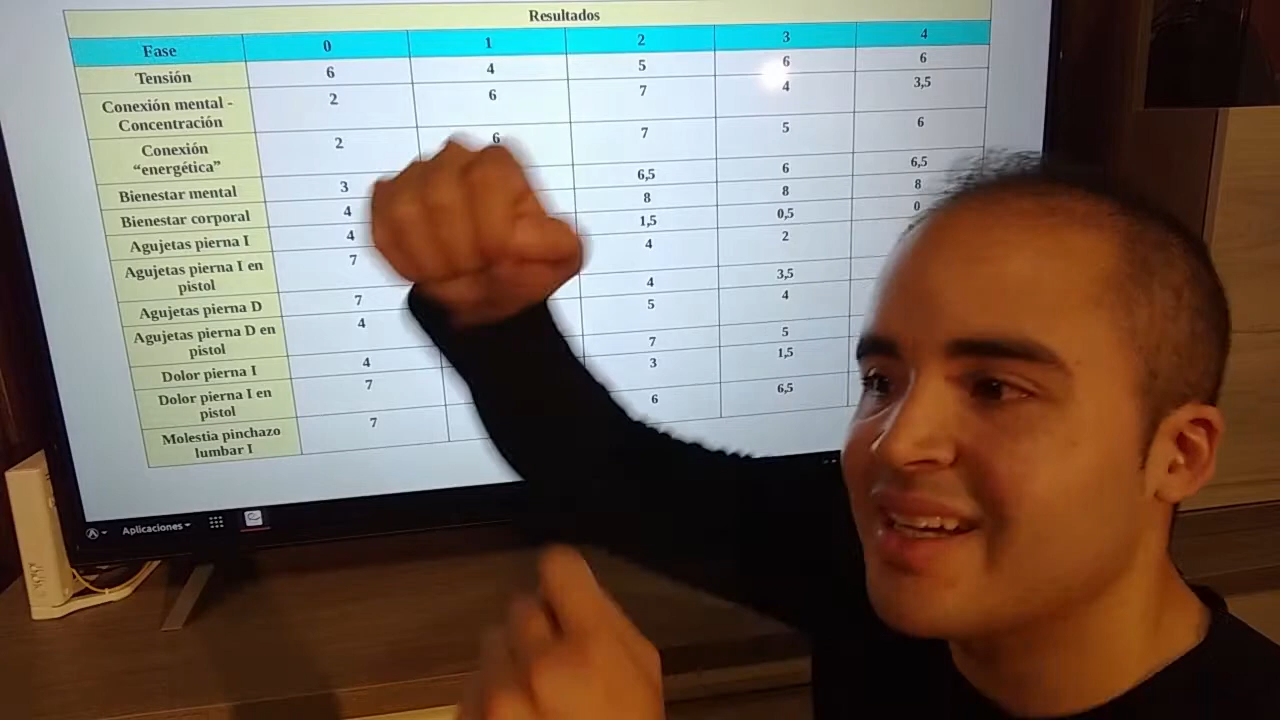 Resultados
Fase 0 1 2 3 4
Tensión 6 4 5 6 6
Conexión mental - 2 6 7 4 3,5
Concentración
Conexión 2 6 7 5 6
“energética”
Bienestar mental 3 6,5 6 6,5
Bienestar corporal 4 8 8 8
Agujetas pierna I 4 1,5 0,5 0
Agujetas pierna I en 7 4 2
pistol
Agujetas pierna D 7 4 3,5
Agujetas pierna D en 4 5 4
pistol
Dolor pierna I 4 7 5
Dolor pierna I en 7 3 1,5
pistol
Molestia pinchazo 7 6 6,5
lumbar I
Aplicaciones